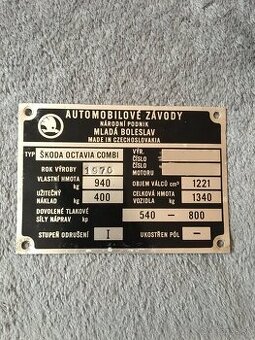 AUTOMOBILOVÉ ZÁVODY
NÁRODNÍ PODNIK
MLADÁ BOLESLAV
MADE IN CZECHOSLOVAKIA
TYP ŠKODA OCTAVIA COMBI
ROK VÝROBY 1970
VLASTNÍ HMOTA kg 940
UŽITEČNÝ
NÁKLAD kg 400
DOVOLENÉ TLAKOVÉ
SÍLY NÁPRAV kp
STUPEŇ ODRUŠENÍ I
VÝR.
ČÍSLO
ČÍSLO
MOTORU
OBJEM VÁLCŮ cm³ 1221
CELKOVÁ HMOTA
VOZIDLA kg 1340
540 — 800
UKOSTŘEN PÓL —